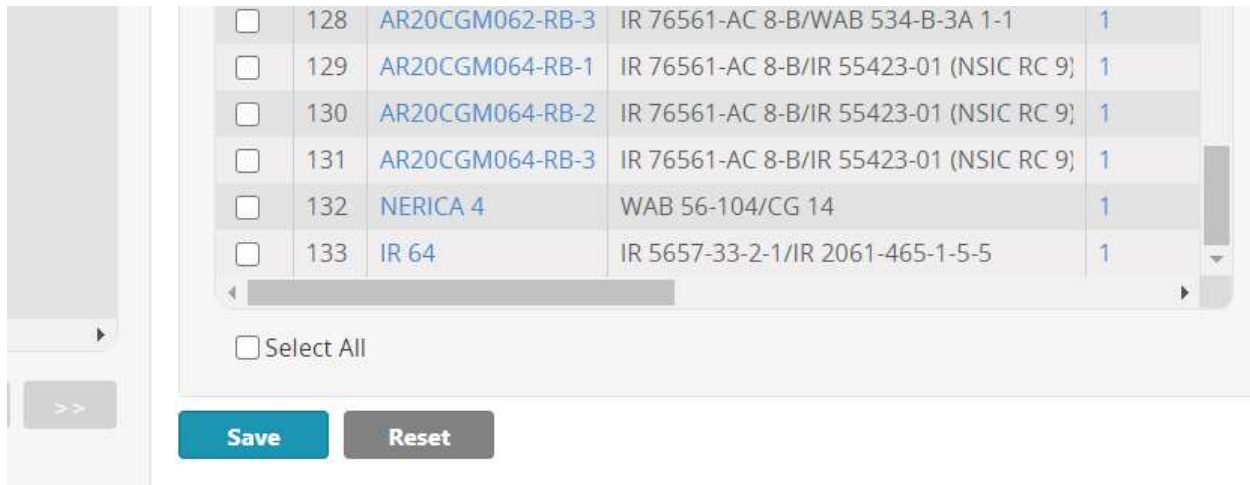 128 AR20CGM062-RB-3 IR 76561-AC 8-B/WAB 534-B-3A 1-1 1
129 AR20CGM064-RB-1 IR 76561-AC 8-B/IR 55423-01 (NSIC RC 9) 1
130 AR20CGM064-RB-2 IR 76561-AC 8-B/IR 55423-01 (NSIC RC 9) 1
131 AR20CGM064-RB-3 IR 76561-AC 8-B/IR 55423-01 (NSIC RC 9) 1
132 NERICA 4 WAB 56-104/CG 14 1
133 IR 64 IR 5657-33-2-1/IR 2061-465-1-5-5 1
Select All
>>
Save Reset